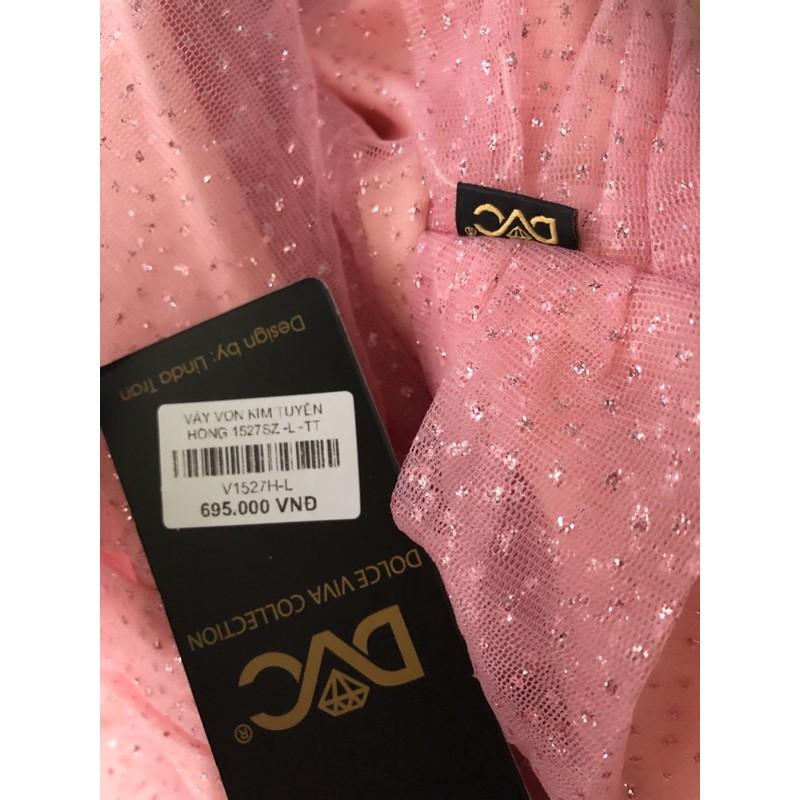 DVC
®
Design by: Linda Tran
VÁY VON KIM TUYẾN
HỒNG 1527SZ -L -TT
V1527H-L
695.000 VNĐ
DOLCE VIVA COLLECTION
DVC
®